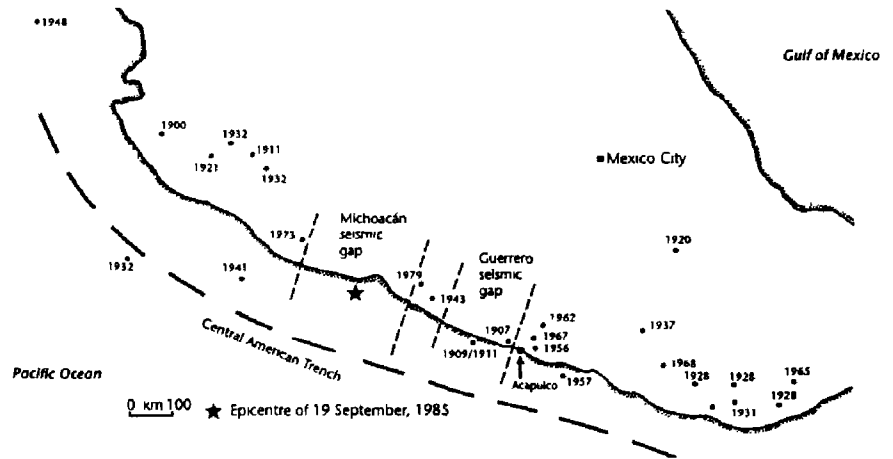 1948
Gulf of Mexico
1900
1932
1911
1921
1932
Mexico City
Michoacán
seismic
gap
1973
1920
Guerrero
seismic
gap
1932
1941
1979
1943
1962
1907
1967
1937
1909/1911
1956
Central American Trench
1968
1928
1928
1965
Acapulco
1957
Pacific Ocean
1931
1928
0 km 100
Epicentre of 19 September, 1985